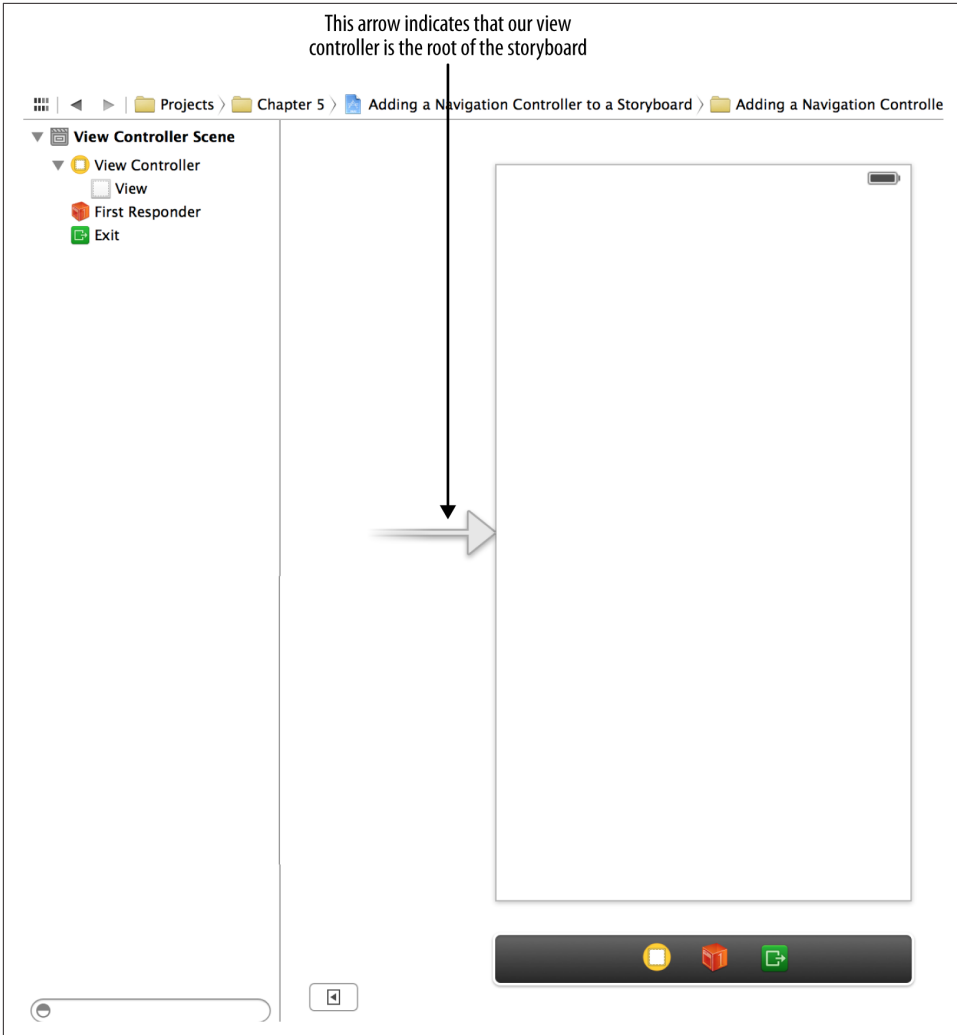 This arrow indicates that our view
controller is the root of the storyboard
Projects Chapter 5 Adding a Navigation Controller to a Storyboard Adding a Navigation Controlle
View Controller Scene
View Controller
View
First Responder
Exit